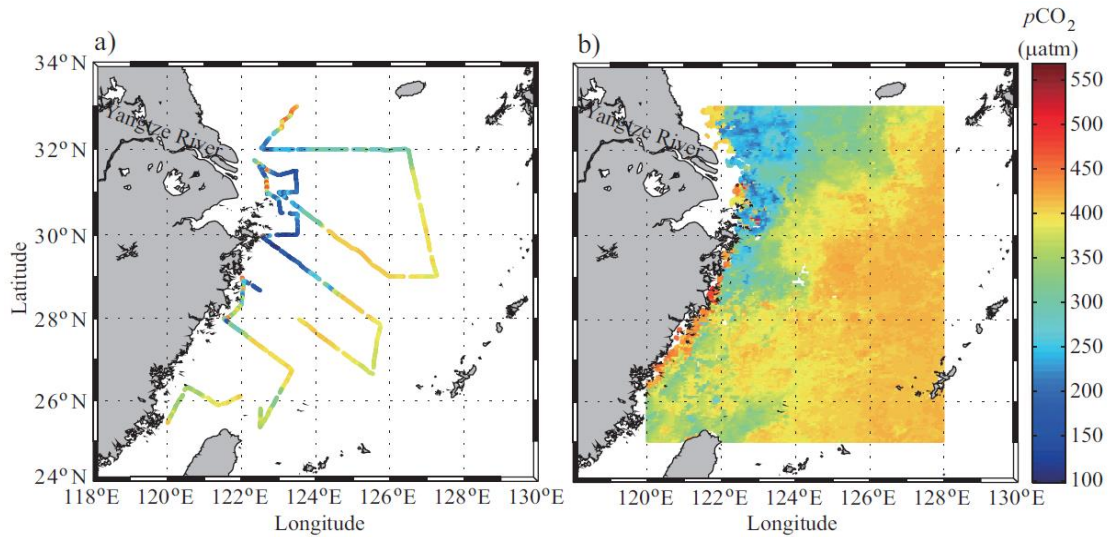 a)
34°N
32°N
30°N
28°N
26°N
24°N
118°E 120°E 122°E 124°E 126°E 128°E 130°E
Longitude
Latitude
Yangtze River
b)
Yangtze River
120°E 122°E 124°E 126°E 128°E 130°E
Longitude
pCO₂
(μatm)
550
500
450
400
350
300
250
200
150
100